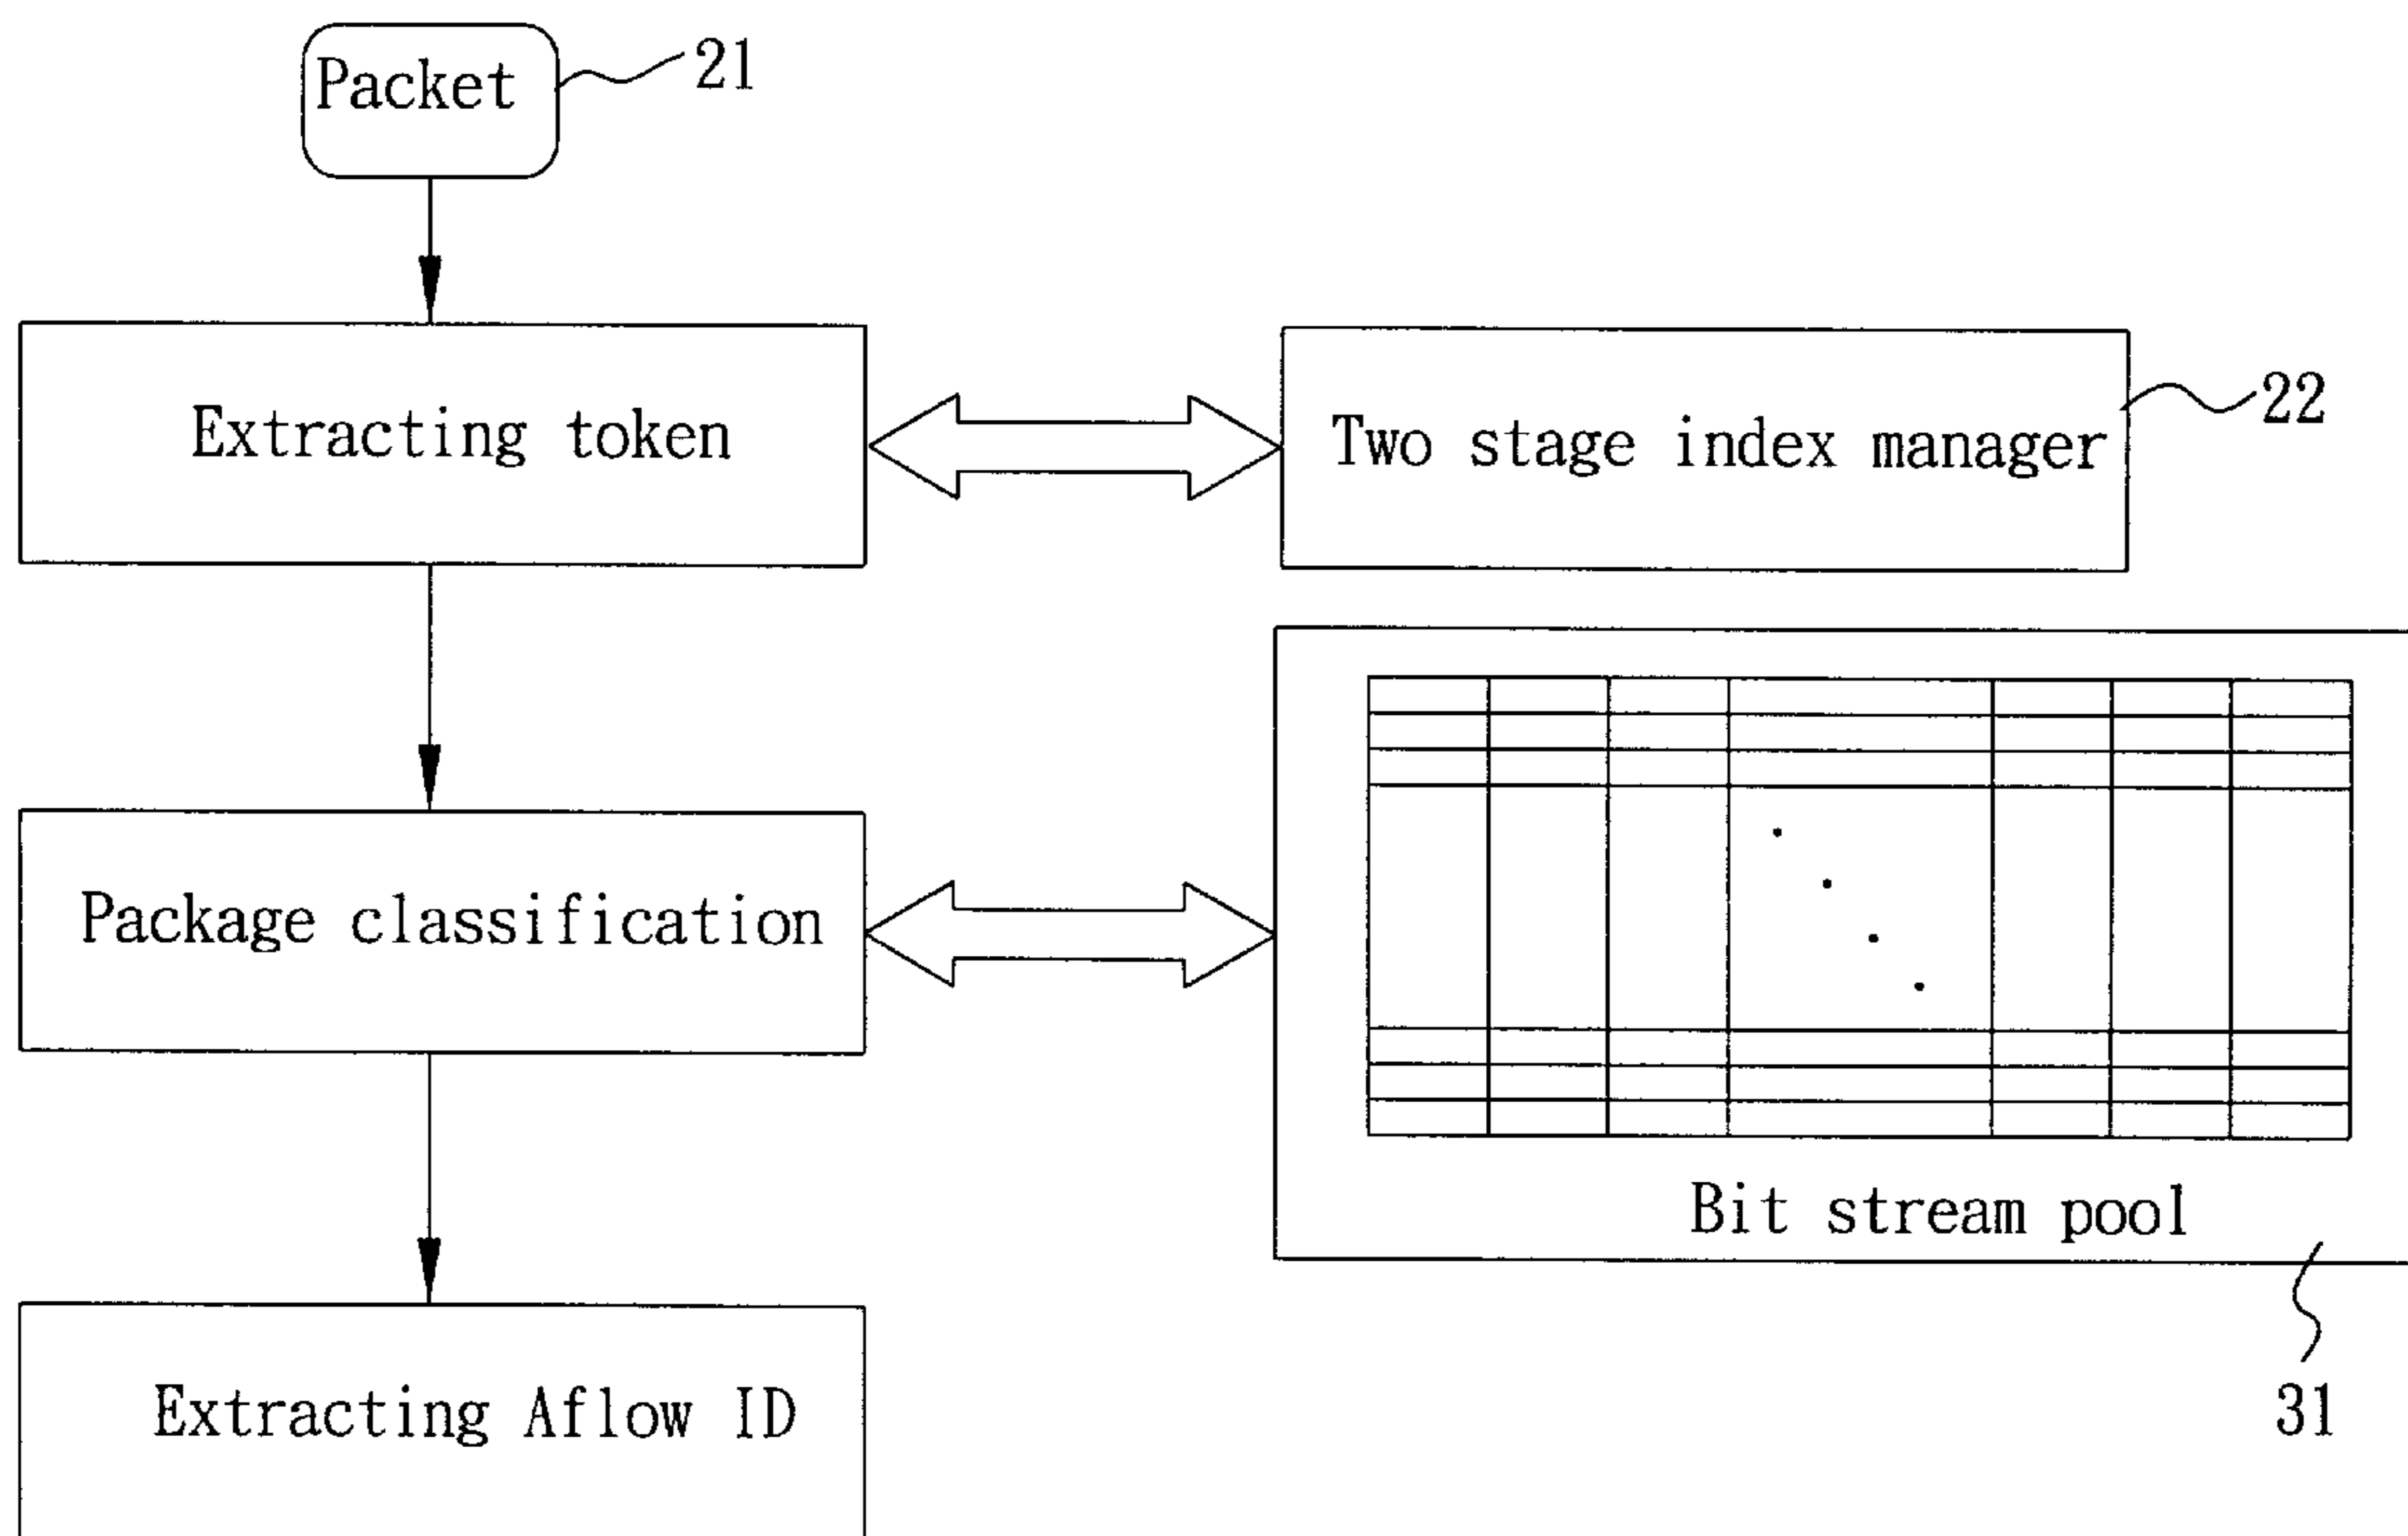 Packet
21
Extracting token
Two stage index manager
22
Package classification
Bit stream pool
31
Extracting Aflow ID